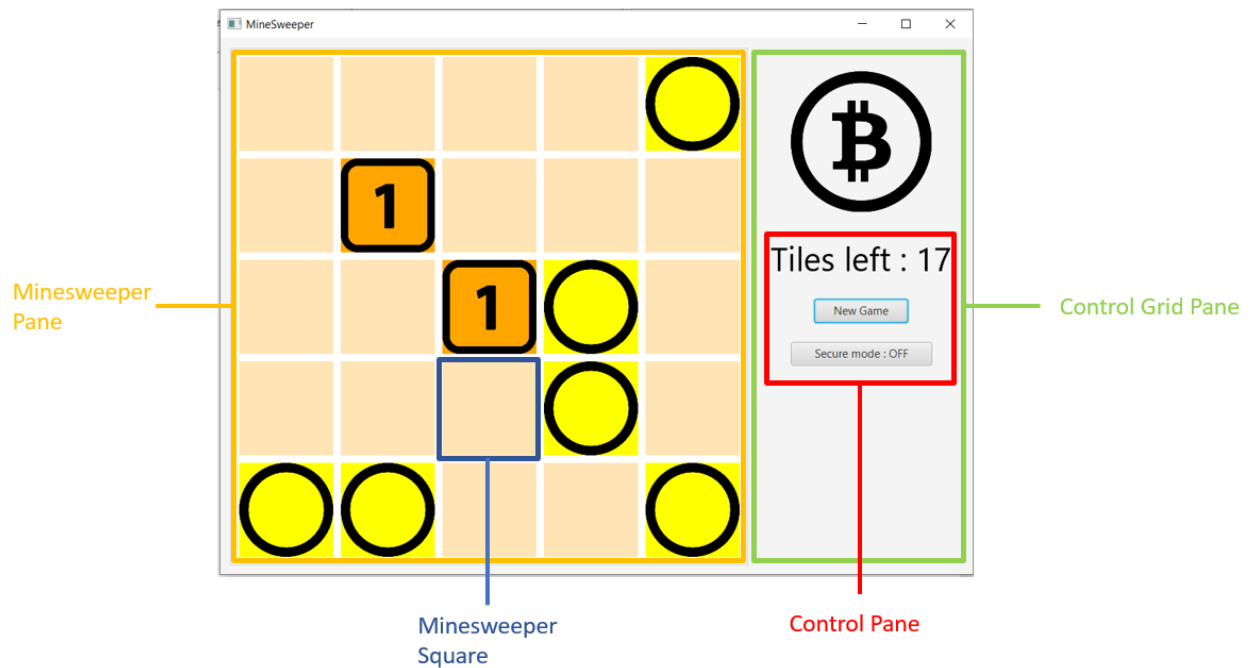 MineSweeper
1
1
Tiles left : 17
New Game
Secure mode : OFF
Minesweeper
Pane
Control Grid Pane
Minesweeper
Square
Control Pane